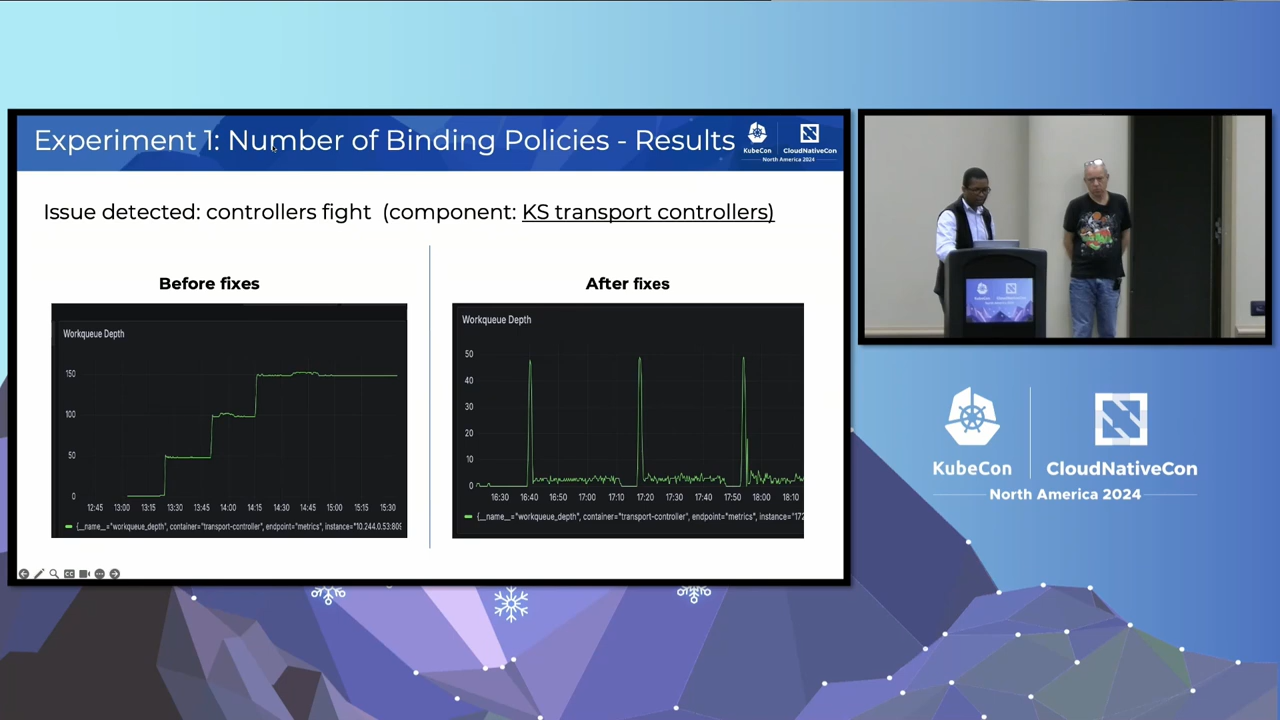 Experiment 1: Number of Binding Policies - Results
KubeCon
CloudNativeCon
North America 2024
Issue detected: controllers fight (component: KS transport controllers)
Before fixes
Workqueue Depth
150
100
50
0
12:45 13:00 13:15 13:30 13:45 14:00 14:15 14:30 14:45 15:00 15:15 15:30
{__name__="workqueue_depth", container="transport-controller", endpoint="metrics", instance="10.244.0.53:809
After fixes
Workqueue Depth
50
40
30
20
10
0
16:30 16:40 16:50 17:00 17:10 17:20 17:30 17:40 17:50 18:00 18:10
{__name__="workqueue_depth", container="transport-controller", endpoint="metrics", instance="172
KubeCon
CloudNativeCon
KubeCon
CloudNativeCon
North America 2024